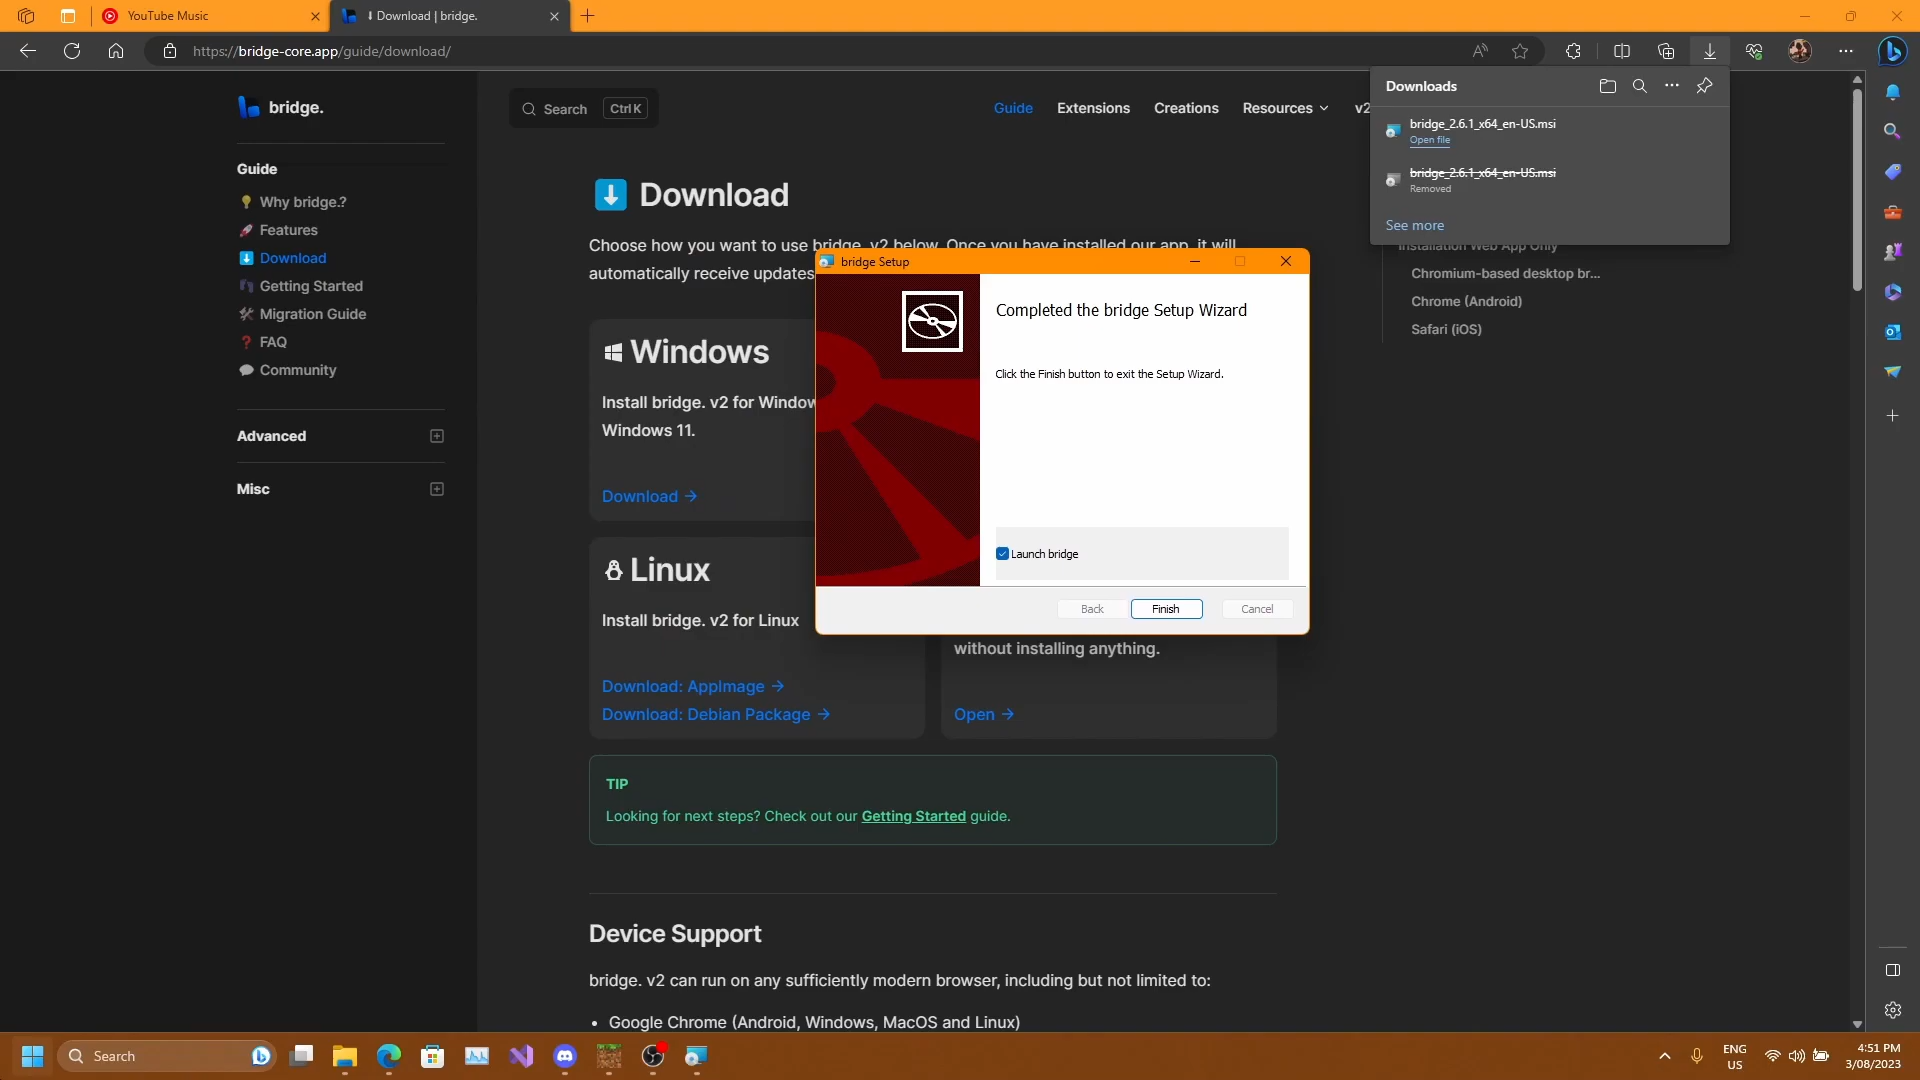 YouTube Music
Download | bridge.
https://bridge-core.app/guide/download/
bridge.
Search
Ctrl K
Guide
Extensions
Creations
Resources
v2
Downloads
bridge_2.6.1_x64_en-US.msi
Open file
bridge_2.6.1_x64_en-US.msi
Removed
See more
Installation Web App Only
Chromium-based desktop br...
Chrome (Android)
Safari (iOS)
Guide
Why bridge.?
Features
Download
Getting Started
Migration Guide
FAQ
Community
Advanced
Misc
Download
Choose how you want to use bridge. v2 below. Once you have installed our app, it will
automatically receive updates
Windows
Install bridge. v2 for Window
Windows 11.
Download →
Linux
Install bridge. v2 for Linux
Download: AppImage →
Download: Debian Package →
without installing anything.
Open →
bridge Setup
Completed the bridge Setup Wizard
Click the Finish button to exit the Setup Wizard.
Launch bridge
Back
Finish
Cancel
TIP
Looking for next steps? Check out our Getting Started guide.
Device Support
bridge. v2 can run on any sufficiently modern browser, including but not limited to:
• Google Chrome (Android, Windows, MacOS and Linux)
Search
ENG
US
4:51 PM
3/08/2023